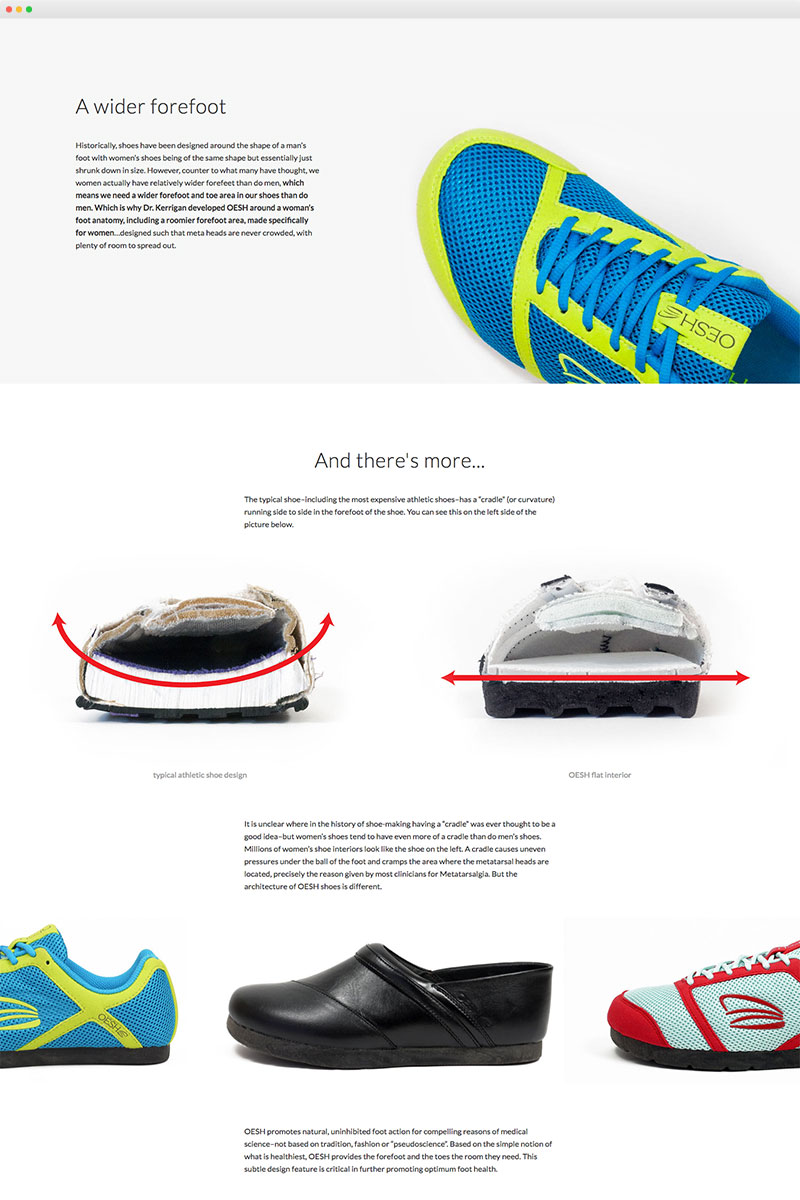 A wider forefoot
Historically, shoes have been designed around the shape of a man's
foot with women's shoes being of the same shape but essentially just
shrunk down in size. However, counter to what many have thought, we
women actually have relatively wider forefeet than do men, which
means we need a wider forefoot and toe area in our shoes than do
men. Which is why Dr. Kerrigan developed OESH around a woman's
foot anatomy, including a roomier forefoot area, made specifically
for women...designed such that meta heads are never crowded, with
plenty of room to spread out.
OESH
And there's more...
The typical shoe–including the most expensive athletic shoes–has a "cradle" (or curvature)
running side to side in the forefoot of the shoe. You can see this on the left side of the
picture below.
typical athletic shoe design
OESH flat interior
It is unclear where in the history of shoe-making having a "cradle" was ever thought to be a
good idea–but women's shoes tend to have even more of a cradle than do men's shoes.
Millions of women's shoe interiors look like the shoe on the left. A cradle causes uneven
pressures under the ball of the foot and cramps the area where the metatarsal heads are
located, precisely the reason given by most clinicians for Metatarsalgia. But the
architecture of OESH shoes is different.
OESH
OESH promotes natural, uninhibited foot action for compelling reasons of medical
science–not based on tradition, fashion or "pseudoscience". Based on the simple notion of
what is healthiest, OESH provides the forefoot and the toes the room they need. This
subtle design feature is critical in further promoting optimum foot health.